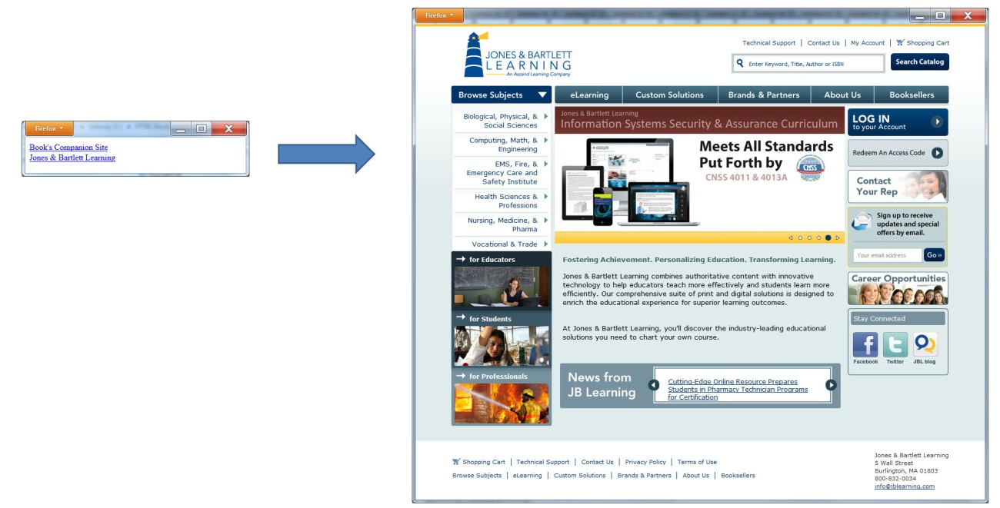 Firefox
Book's Companion Site
Jones & Bartlett Learning
Firefox
X
JONES & BARTLETT
LEARNING
An Ascend Learning Company
Technical Support | Contact Us | My Account | Shopping Cart
Enter Keyword, Title, Author or ISBN
Search Catalog
Browse Subjects
eLearning
Custom Solutions
Brands & Partners
About Us
Booksellers
Biological, Physical, &
Social Sciences
Computing, Math, &
Engineering
EMS, Fire, &
Emergency Care and
Safety Institute
Health Sciences &
Professions
Nursing, Medicine, &
Pharma
Vocational & Trade
Jones & Bartlett Learning
Information Systems Security & Assurance Curriculum
Meets All Standards
Put Forth by
CNSS
CNSS 4011 & 4013A
LOG IN
to your Account
Redeem An Access Code
Contact
Your Rep
Sign up to receive
updates and special
offers by email.
Your email address
Go»
Career Opportunities
Stay Connected
Facebook
Twitter
JBL blog
→ for Educators
→ for Students
→ for Professionals
Fostering Achievement. Personalizing Education. Transforming Learning.
Jones & Bartlett Learning combines authoritative content with innovative
technology to help educators teach more effectively and students learn more
efficiently. Our comprehensive suite of print and digital solutions is designed to
enrich the educational experience for superior learning outcomes.
At Jones & Bartlett Learning, you'll discover the industry-leading educational
solutions you need to chart your own course.
News from
JB Learning
Cutting-Edge Online Resource Prepares
Students in Pharmacy Technician Programs
for Certification
Shopping Cart | Technical Support | Contact Us | Privacy Policy | Terms of Use
Browse Subjects | eLearning | Custom Solutions | Brands & Partners | About Us | Booksellers
Jones & Bartlett Learning
5 Wall Street
Burlington, MA 01803
800-832-0034
info@jblearning.com